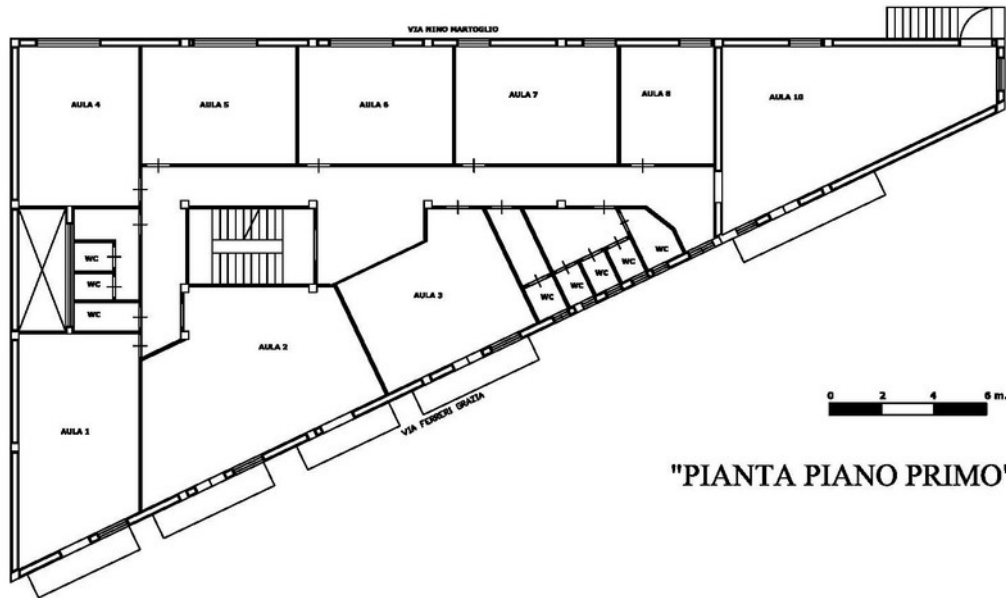 VIA NINO MARTOGLIO
AULA 4
AULA 5
AULA 6
AULA 7
AULA 8
AULA 10
WC
WC
WC
WC
WC
WC
WC
WC
AULA 3
AULA 2
AULA 1
VIA FERRERI GRAZIA
0 2 4 6 m.
"PIANTA PIANO PRIMO"